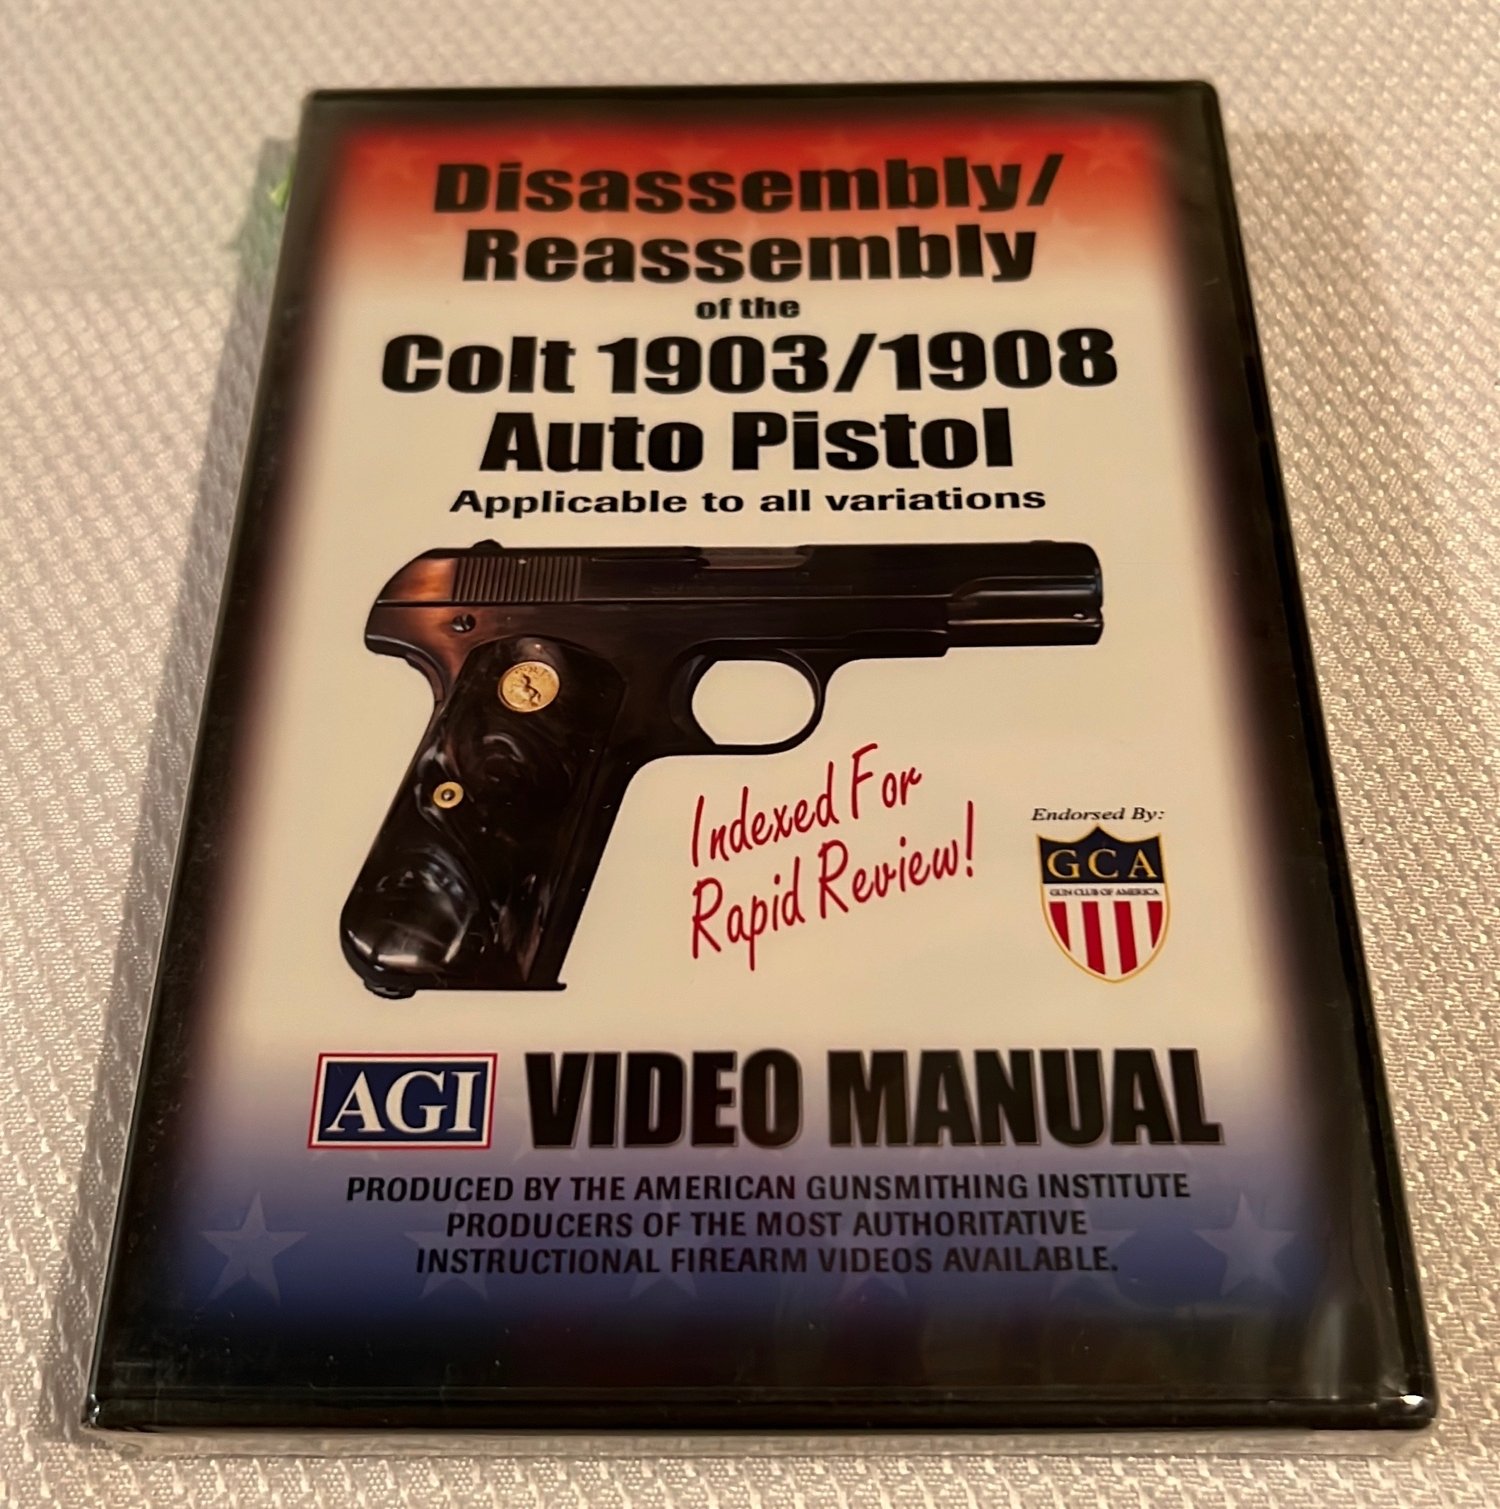 Disassembly/
Reassembly
of the
Colt 1903/1908
Auto Pistol
Applicable to all variations
Indexed For
Rapid Review!
Endorsed By:
GCA
GUN CLUB OF AMERICA
AGI VIDEO MANUAL
PRODUCED BY THE AMERICAN GUNSMITHING INSTITUTE
PRODUCERS OF THE MOST AUTHORITATIVE
INSTRUCTIONAL FIREARM VIDEOS AVAILABLE.